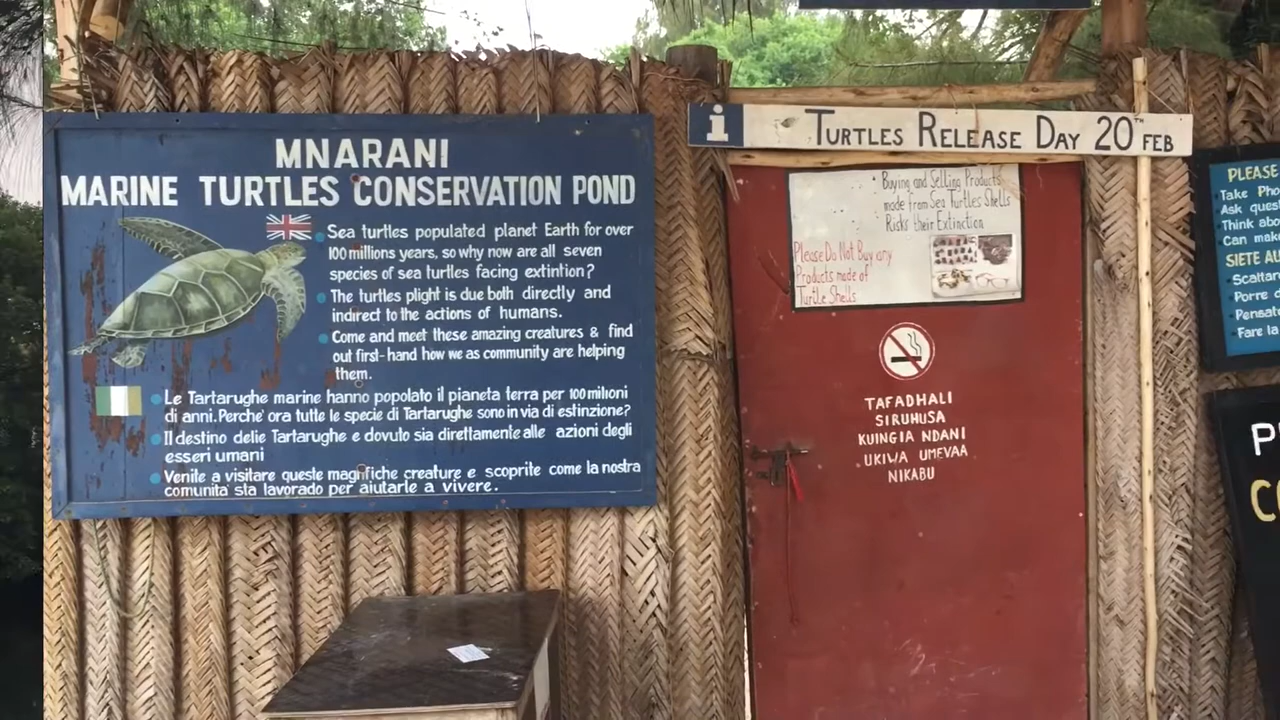 MNARANI
MARINE TURTLES CONSERVATION POND
Sea turtles populated planet Earth for over
100 millions years, so why now are all seven
species of sea turtles facing extintion?
The turtles plight is due both directly and
indirect to the actions of humans.
Come and meet these amazing creatures & find
out first-hand how we as community are helping
them.
Le Tartarughe marine hanno popolato il pianeta terra per 100 milioni
di anni. Perche' ora tutte le specie di Tartarughe sono in via di estinzione?
Il destino delle Tartarughe e dovuto sia direttamente alle azioni degli
esseri umani
Venite a visitare queste magnifiche creature e scoprite come la nostra
comunita' sta lavorado per aiutarle a vivere.
i TURTLES RELEASE DAY 20TH FEB
Buying and Selling Products
made from Sea Turtles Shells
Risks their Extinction
Please Do Not Buy any
Products made of
Turtle Shells
TAFADHALI
SIRUHUSA
KUINGIA NDANI
UKIWA UMEVAA
NIKABU
PLEASE
Take Pho
Ask quest
Think abo
Can make
SIETE AU
Scattar
Porre d
Pensate
Fare la